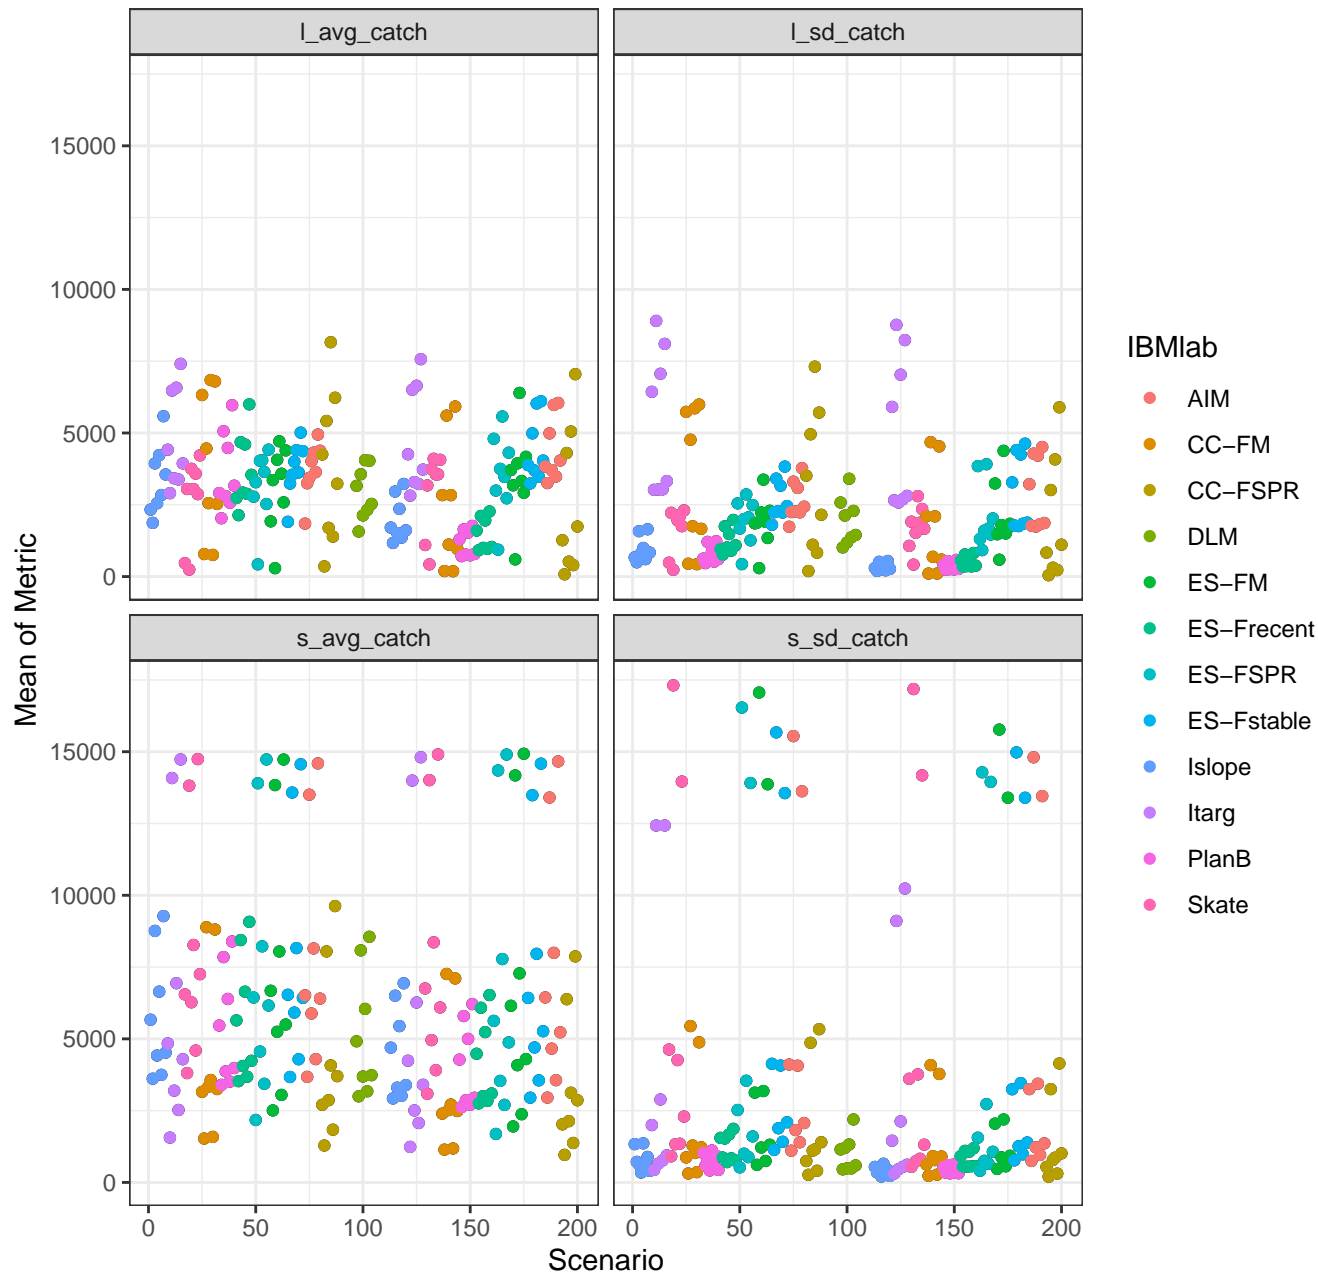 l_avg_catch
l_sd_catch
15000
10000
5000
0
s_avg_catch
s_sd_catch
15000
10000
5000
0
0
50
100
150
200
0
50
100
150
200
Scenario
Mean of Metric
IBMlab
AIM
CC−FM
CC−FSPR
DLM
ES−FM
ES−Frecent
ES−FSPR
ES−Fstable
Islope
Itarg
PlanB
Skate